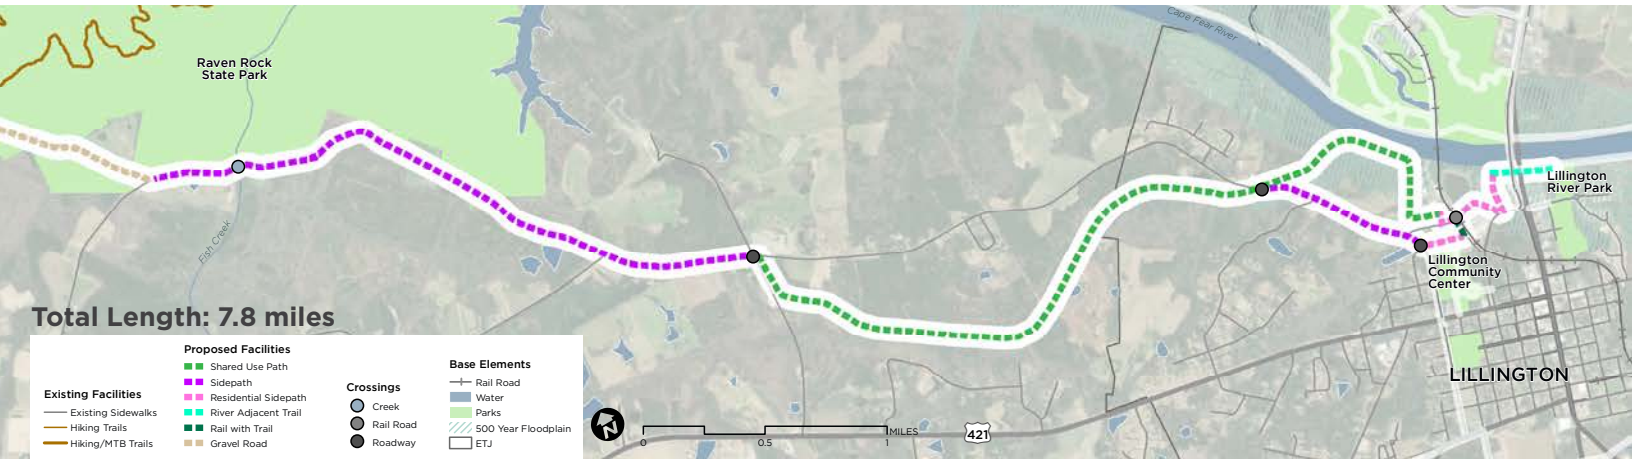 Cape Fear River
Raven Rock
State Park
Fish Creek
Lillington
River Park
Lillington
Community
Center
LILLINGTON
Total Length: 7.8 miles
Existing Facilities
Existing Sidewalks
Hiking Trails
Hiking/MTB Trails
Proposed Facilities
Shared Use Path
Sidepath
Residential Sidepath
River Adjacent Trail
Rail with Trail
Gravel Road
Crossings
Creek
Rail Road
Roadway
Base Elements
Rail Road
Water
Parks
500 Year Floodplain
ETJ
N
0 0.5 1 MILES
421